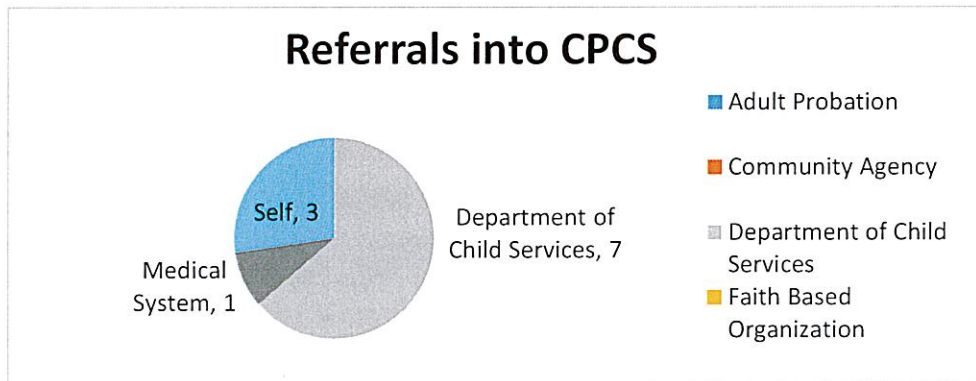 Referrals into CPCS
Self, 3
Medical
System, 1
Department of
Child Services, 7
Adult Probation
Community Agency
Department of Child
Services
Faith Based
Organization